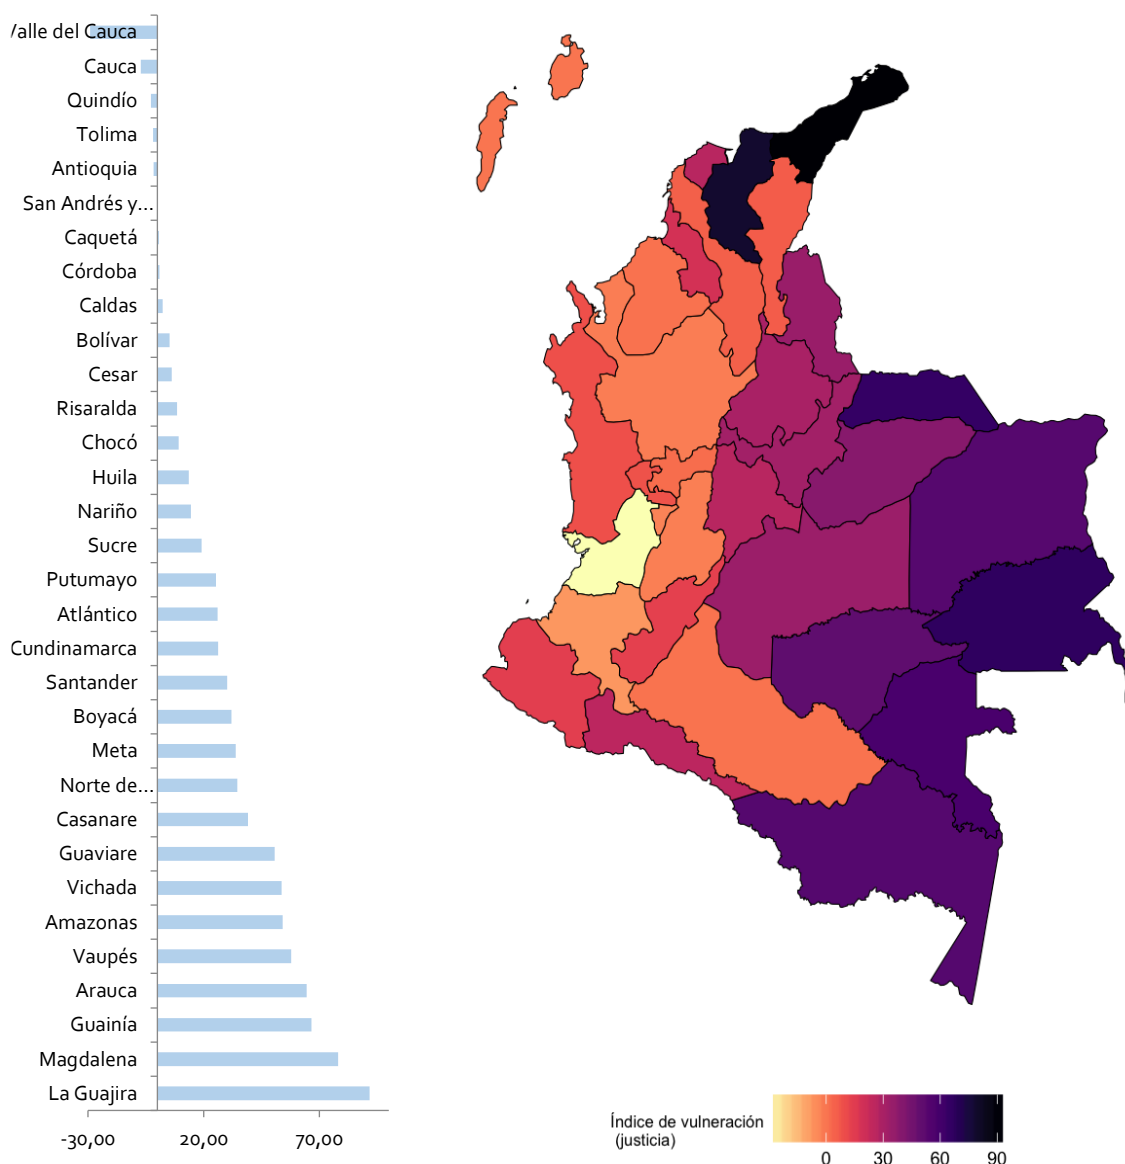 /alle del Cauca
Cauca
Quindío
Tolima
Antioquia
San Andrés y...
Caquetá
Córdoba
Caldas
Bolívar
Cesar
Risaralda
Chocó
Huila
Nariño
Sucre
Putumayo
Atlántico
Cundinamarca
Santander
Boyacá
Meta
Norte de...
Casanare
Guaviare
Vichada
Amazonas
Vaupés
Arauca
Guainía
Magdalena
La Guajira
-30,00 20,00 70,00
Índice de vulneración
(justicia)
0 30 60 90